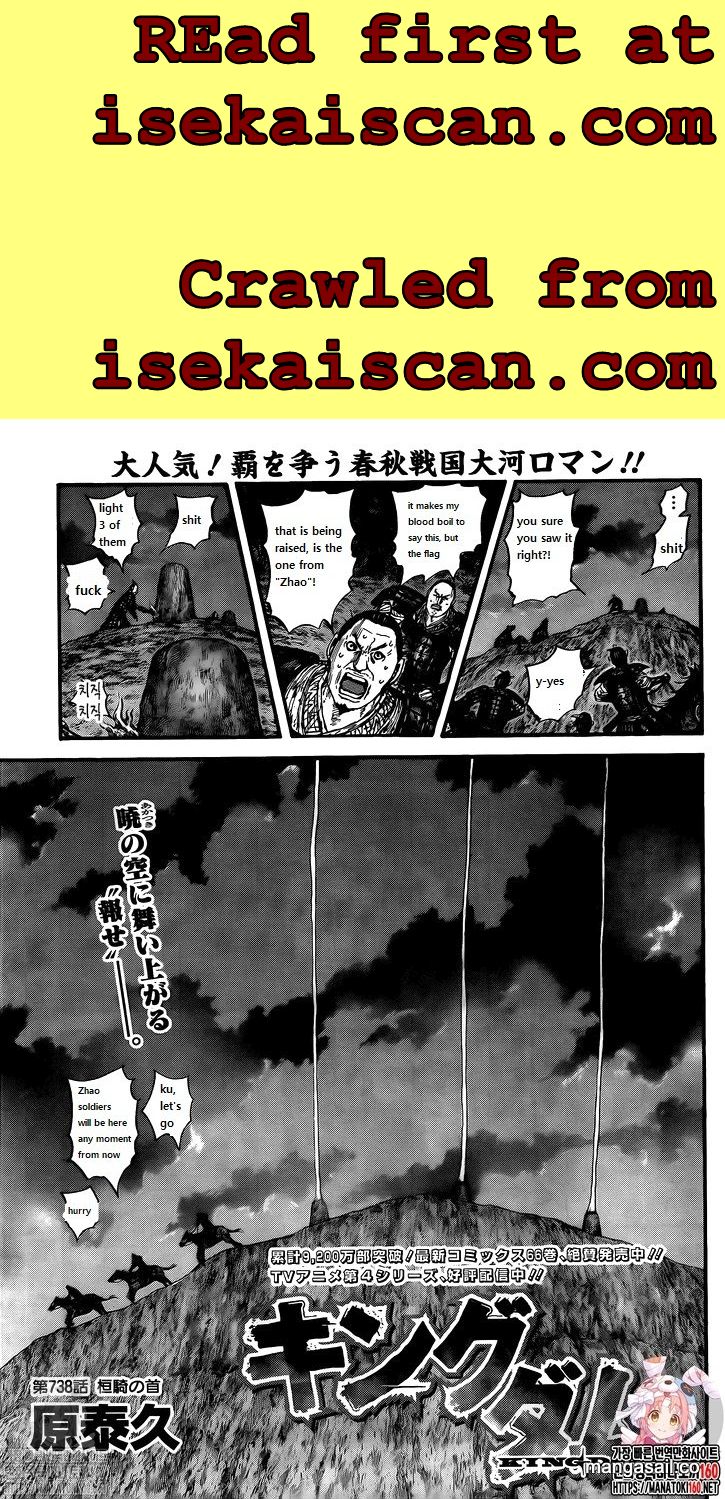 REad first at
isekaiscan.com
Crawled from
isekaiscan.com
大人気！覇を争う春秋戦国大河ロマン!!
…
shit
you sure
you saw it
right?!
y-yes
it makes my
blood boil to
say this, but
the flag
that is being
raised, is the
one from
"Zhao"!
shit
light
3 of
them
fuck
치직
치직
暁の空に舞い上がる
あかつき
“報せ”――。
ku,
let's
go
Zhao
soldiers
will be here
any moment
from now
hurry
累計9,200万部突破！最新コミックス66巻、絶賛発売中!!
TVアニメ第4シリーズ、好評配信中!!
キングダム
第738話 桓騎の首
原泰久
가장 빠른 번역만화사이트
mangasail.co
160
HTTPS://MANATOKI160.NET